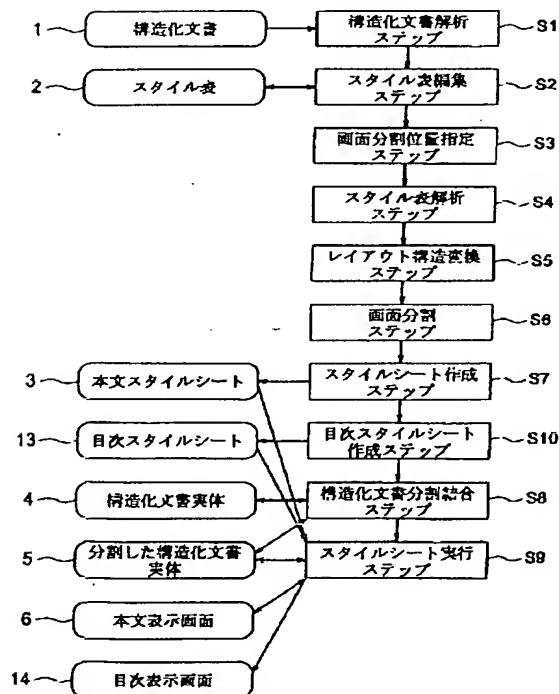 1
構造化文書
構造化文書解析
ステップ
S1
2
スタイル表
スタイル表編集
ステップ
S2
画面分割位置指定
ステップ
S3
スタイル表解析
ステップ
S4
レイアウト構造変換
ステップ
S5
画面分割
ステップ
S6
3
本文スタイルシート
スタイルシート作成
ステップ
S7
13
目次スタイルシート
目次スタイルシート
作成ステップ
S10
4
構造化文書実体
構造化文書分割結合
ステップ
S8
5
分割した構造化文書
実体
スタイルシート実行
ステップ
S9
6
本文表示画面
14
目次表示画面